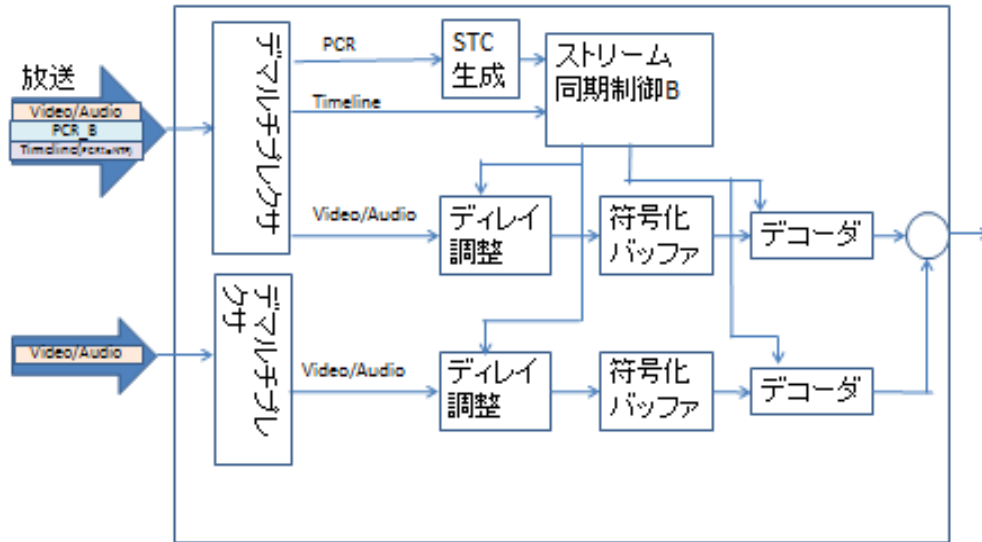 放送
Video/Audio
PCR_B
デマルチプレクサ
PCR
STC
生成
ストリーム
同期制御B
Timeline
Video/Audio
ディレイ
調整
符号化
バッファ
デコーダ
Video/Audio
デマルチプレ
クサ
Video/Audio
ディレイ
調整
符号化
バッファ
デコーダ